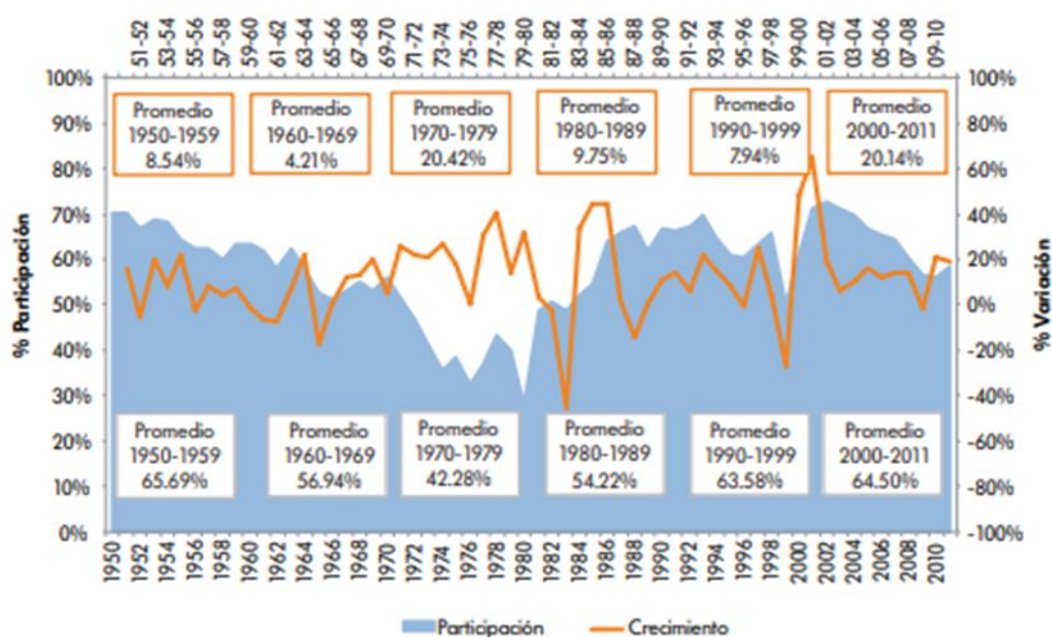 51-52 53-54 55-56 57-58 59-60 61-62 63-64 65-66 67-68 69-70 71-72 73-74 75-76 77-78 79-80 81-82 83-84 85-86 87-88 89-90 91-92 93-94 95-96 97-98 99-00 01-02 03-04 05-06 07-08 09-10
100% 100%
90% 80%
80% 60%
70% 40%
60% 20%
50% 0%
40% -20%
30% -40%
20% -60%
10% -80%
0% -100%
% Participación
% Variación
Promedio
1950-1959
8.54%
Promedio
1960-1969
4.21%
Promedio
1970-1979
20.42%
Promedio
1980-1989
9.75%
Promedio
1990-1999
7.94%
Promedio
2000-2011
20.14%
Promedio
1950-1959
65.69%
Promedio
1960-1969
56.94%
Promedio
1970-1979
42.28%
Promedio
1980-1989
54.22%
Promedio
1990-1999
63.58%
Promedio
2000-2011
64.50%
1950 1952 1954 1956 1958 1960 1962 1964 1966 1968 1970 1972 1974 1976 1978 1980 1982 1984 1986 1988 1990 1992 1994 1996 1998 2000 2002 2004 2006 2008 2010
Participación Crecimiento